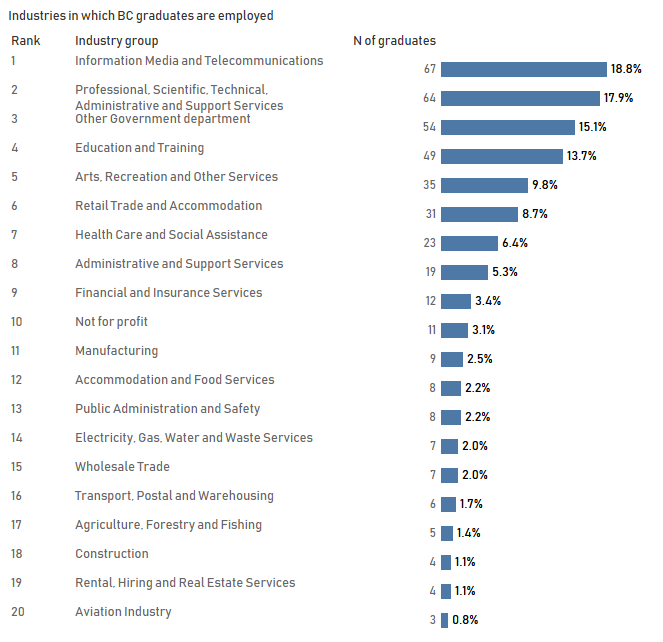 Industries in which BC graduates are employed
Rank Industry group N of graduates
1 Information Media and Telecommunications 67 18.8%
2 Professional, Scientific, Technical, 64 17.9%
Administrative and Support Services
3 Other Government department 54 15.1%
4 Education and Training 49 13.7%
5 Arts, Recreation and Other Services 35 9.8%
6 Retail Trade and Accommodation 31 8.7%
7 Health Care and Social Assistance 23 6.4%
8 Administrative and Support Services 19 5.3%
9 Financial and Insurance Services 12 3.4%
10 Not for profit 11 3.1%
11 Manufacturing 9 2.5%
12 Accommodation and Food Services 8 2.2%
13 Public Administration and Safety 8 2.2%
14 Electricity, Gas, Water and Waste Services 7 2.0%
15 Wholesale Trade 7 2.0%
16 Transport, Postal and Warehousing 6 1.7%
17 Agriculture, Forestry and Fishing 5 1.4%
18 Construction 4 1.1%
19 Rental, Hiring and Real Estate Services 4 1.1%
20 Aviation Industry 3 0.8%